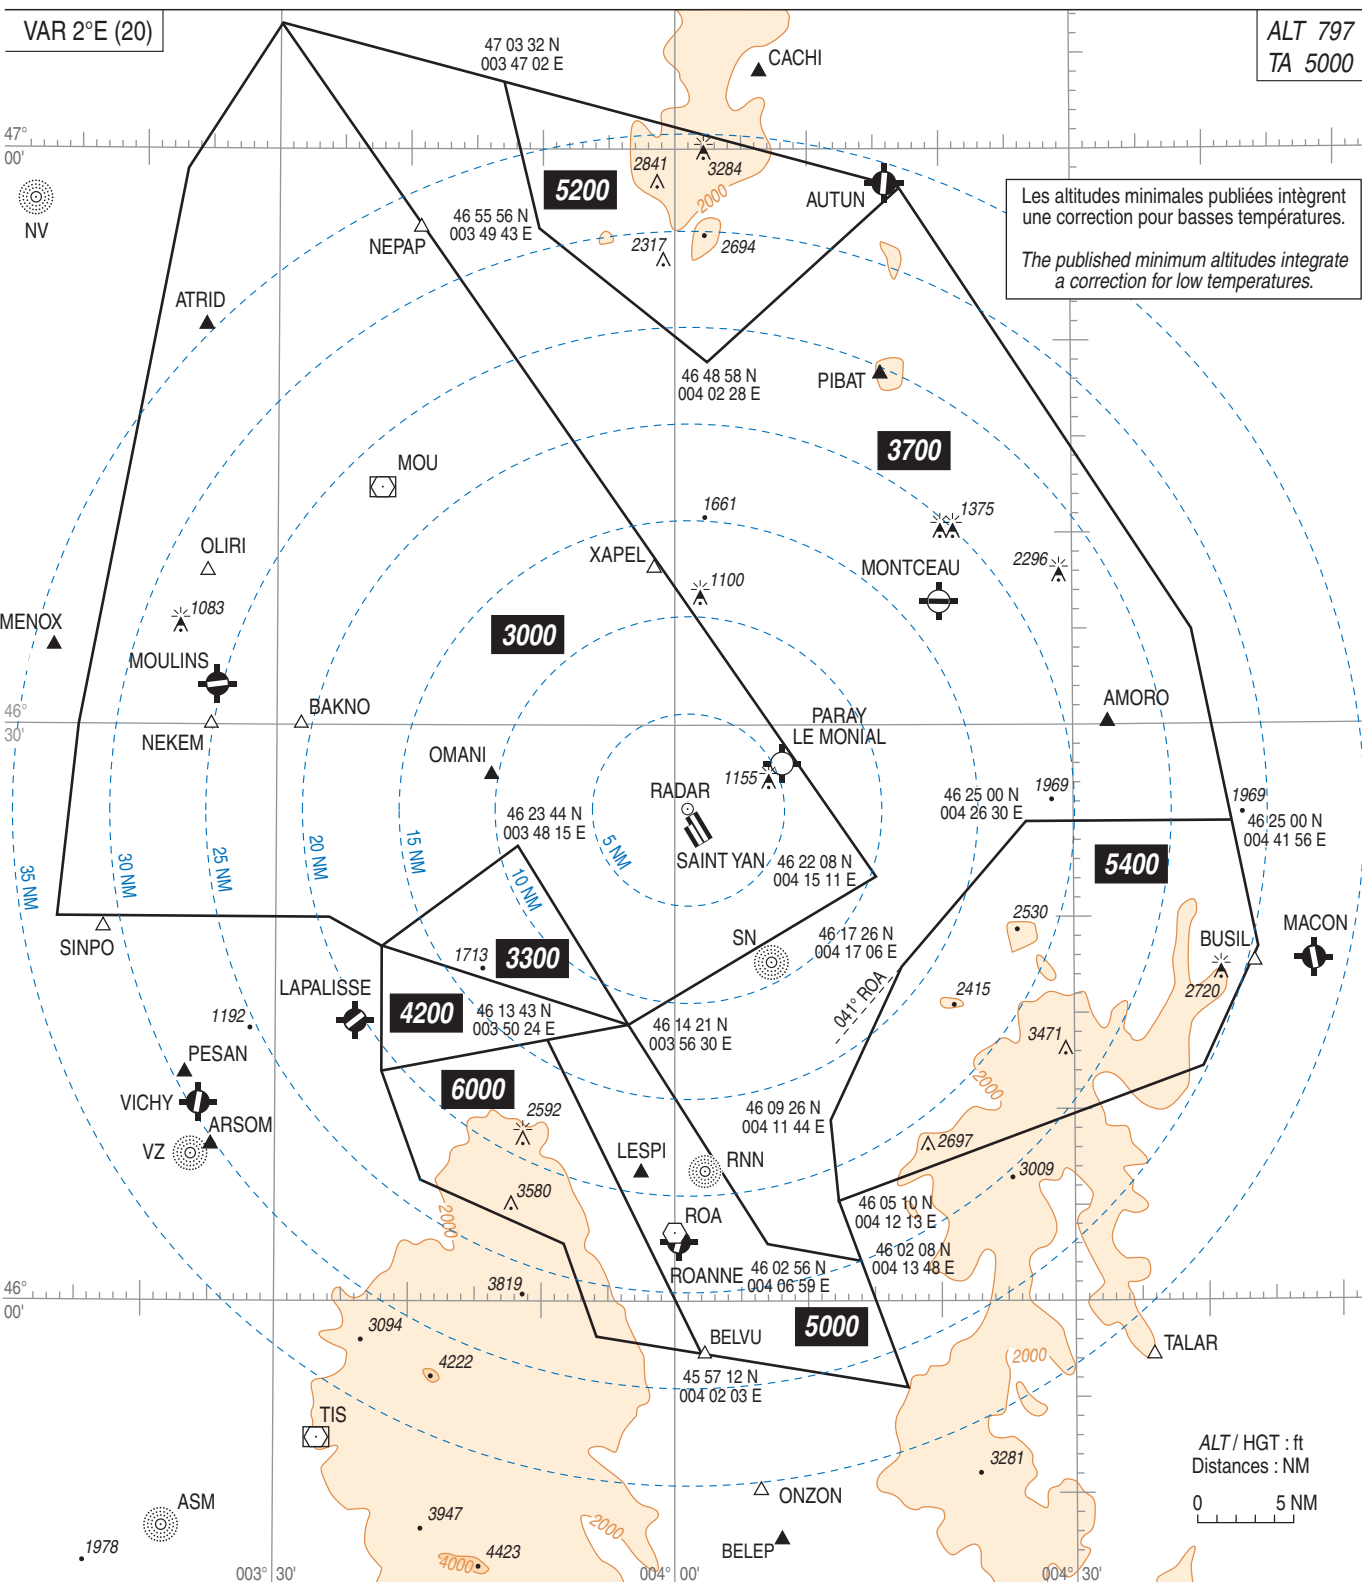 VAR 2°E (20)
ALT 797
TA 5000
47 03 32 N
003 47 02 E
CACHI
47°
00'
2841
3284
5200
2000
AUTUN
NV
46 55 56 N
003 49 43 E
NEPAP
2317
2694
Les altitudes minimales publiées intègrent
une correction pour basses températures.
The published minimum altitudes integrate
a correction for low temperatures.
ATRID
46 48 58 N
004 02 28 E
PIBAT
3700
MOU
1661
1375
OLIRI
XAPEL
1100
MONTCEAU
2296
1083
MENOX
3000
MOULINS
BAKNO
NEKEM
46°
30'
PARAY
LE MONIAL
AMORO
OMANI
1155
RADAR
SAINT YAN
46 23 44 N
003 48 15 E
46 25 00 N
004 26 30 E
1969
1969
46 25 00 N
004 41 56 E
35 NM
30 NM
25 NM
20 NM
15 NM
10 NM
5 NM
46 22 08 N
004 15 11 E
5400
SINPO
2530
MACON
BUSIL
SN
46 17 26 N
004 17 06 E
1713
3300
LAPALISSE
4200
46 13 43 N
003 50 24 E
46 14 21 N
003 56 30 E
041° ROA
2415
2720
1192
3471
PESAN
6000
2592
2000
VICHY
ARSOM
VZ
46 09 26 N
004 11 44 E
LESPI
RNN
2697
3009
3580
2000
ROA
ROANNE
46 05 10 N
004 12 13 E
46 02 56 N
004 06 59 E
46 02 08 N
004 13 48 E
46°
00'
3819
3094
BELVU
5000
TALAR
2000
4222
45 57 12 N
004 02 03 E
TIS
ALT / HGT : ft
Distances : NM
3281
0 5 NM
ASM
ONZON
3947
2000
1978
4000
4423
BELEP
003° 30'
004° 00'
004° 30'